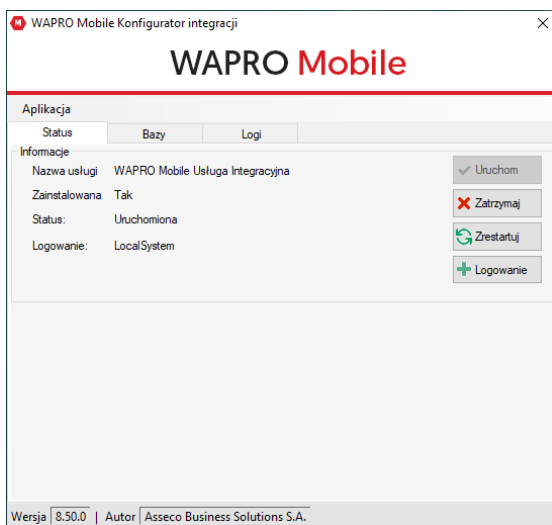 WAPRO Mobile Konfigurator integracji
WAPRO Mobile
Aplikacja
Status Bazy Logi
Informacje
Nazwa usługi WAPRO Mobile Usługa Integracyjna
Uruchom
Zainstalowana Tak
Zatrzymaj
Status: Uruchomiona
Zrestartuj
Logowanie: LocalSystem
Logowanie
Wersja 8.50.0 | Autor Asseco Business Solutions S.A.